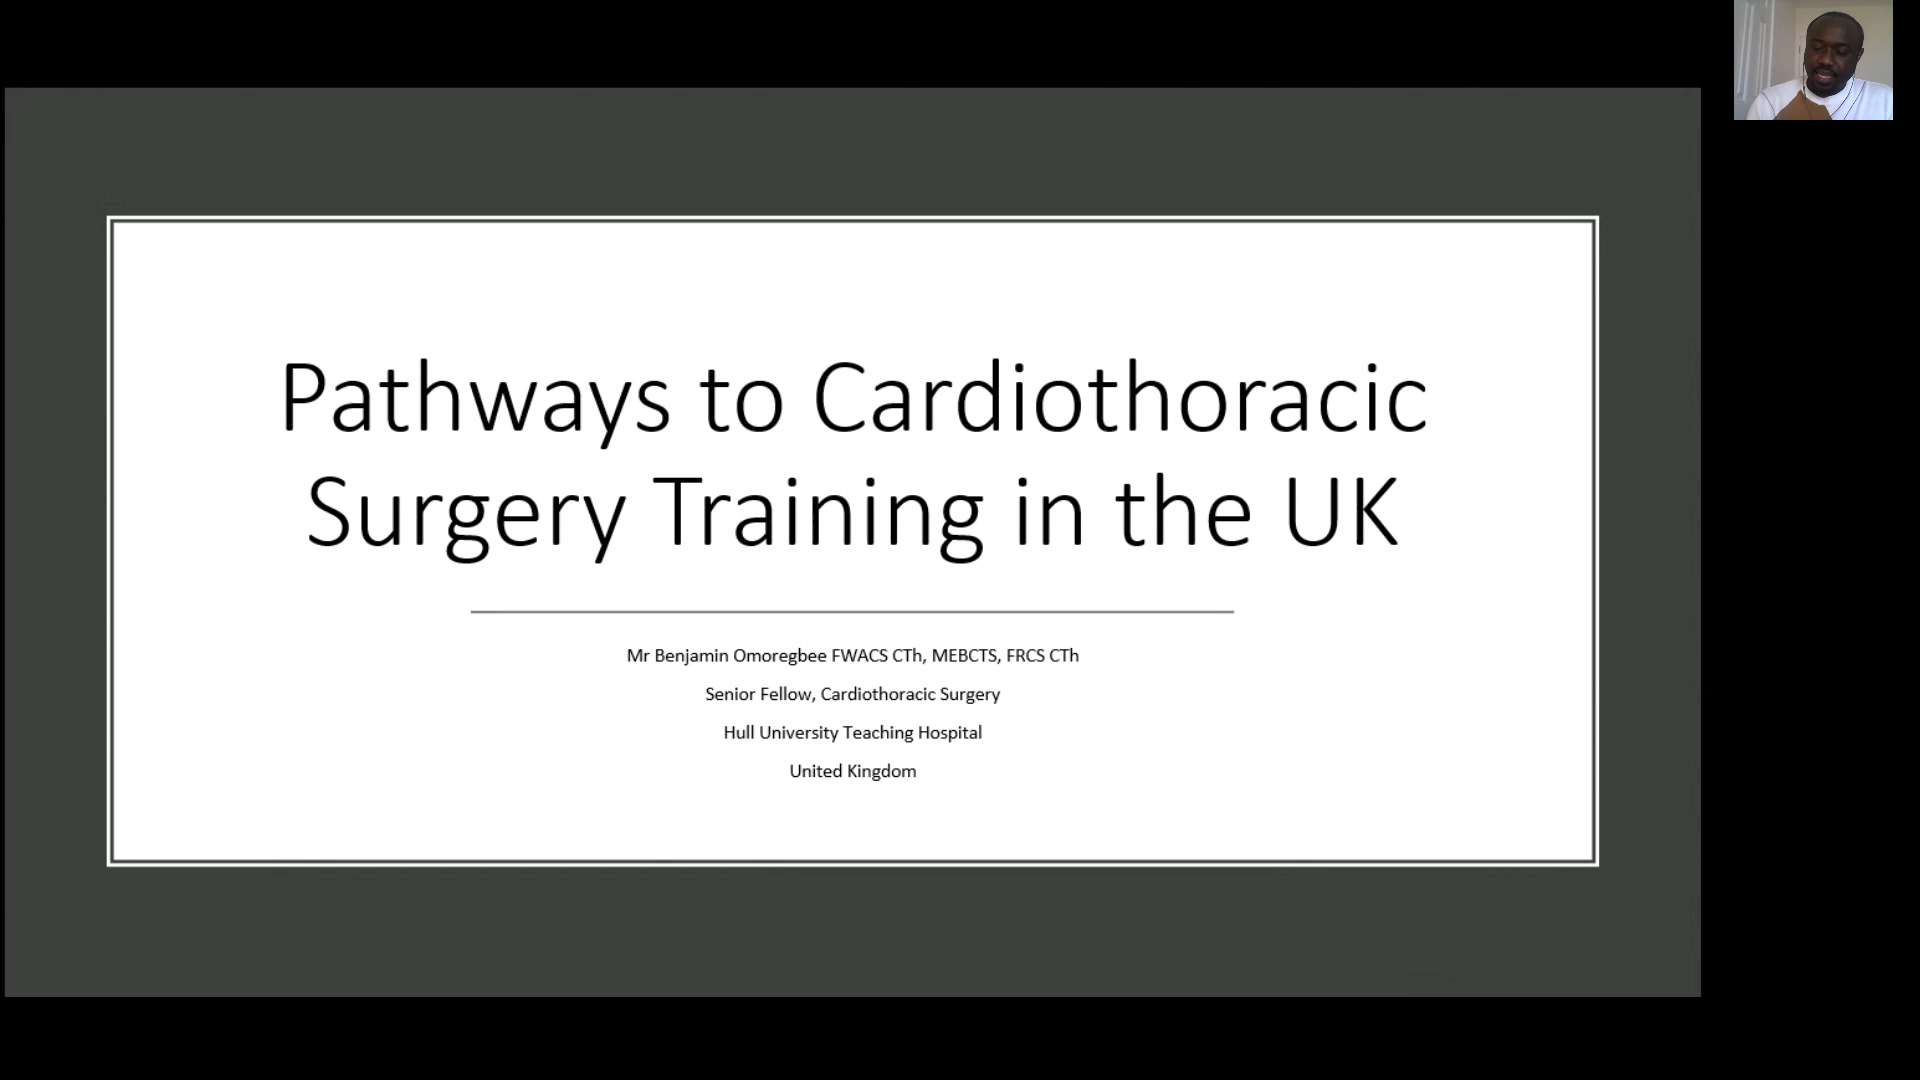 Pathways to Cardiothoracic
Surgery Training in the UK
Mr Benjamin Omoregbee FWACS CTh, MEBCTS, FRCS CTh
Senior Fellow, Cardiothoracic Surgery
Hull University Teaching Hospital
United Kingdom